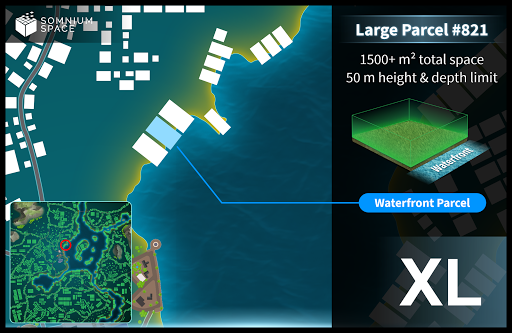 SOMNIUM
SPACE
Large Parcel #821
1500+ m² total space
50 m height & depth limit
Waterfront
Waterfront Parcel
XL